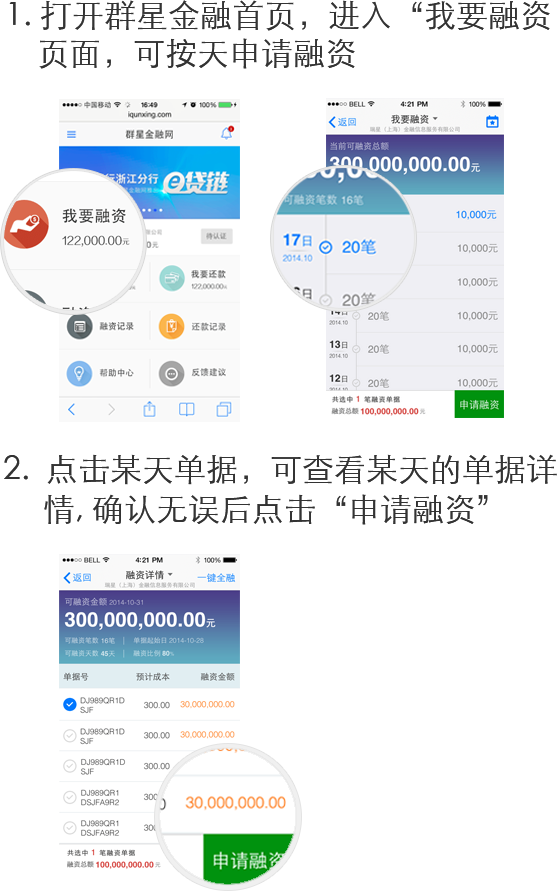 1. 打开群星金融首页，进入“我要融资
页面，可按天申请融资
中国移动 16:49 100%
iqunxing.com
群星金融网
行浙江分行 e贷链
我要融资
122,000.00元
待认证
0元
我要还款
122,000.00元
融资记录
还款记录
帮助中心
反馈建议
BELL 4:21 PM 100%
返回 我要融资
瑞星（上海）金融信息服务有限公司
当前可融资总额
300,000,000.00元
可融资笔数 16笔
10,000元
17日 20笔
2014.10
10,000元
日 20笔
10,000元
14日 20笔 10,000元
2014.10
13日 20笔 10,000元
2014.10
12日 20笔 10,000元
2014.10
共选中 1 笔融资单据
融资总额 100,000,000.00 元
申请融资
2. 点击某天单据，可查看某天的单据详
情, 确认无误后点击“申请融资”
BELL 4:21 PM 100%
返回 融资详情 一键全融
瑞星（上海）金融信息服务有限公司
可融资金额 2014-10-31
300,000,000.00元
可融资笔数 16笔 单据起始日 2014-10-28
可融资天数 45天 融资比例 80%
单据号 预计成本 融资金额
DJ989QR1D
SJF
300.00 30,000,000.00
DJ989QR1D
SJF
300.00 30,000,000.00
DJ989QR1D
SJF
300.00
DJ989QR1
DSJFA9R2
30,000,000.00
DJ989QR1
DSJFA9R2
共选中 1 笔融资单据
融资总额 100,000,000.00 元
申请融资